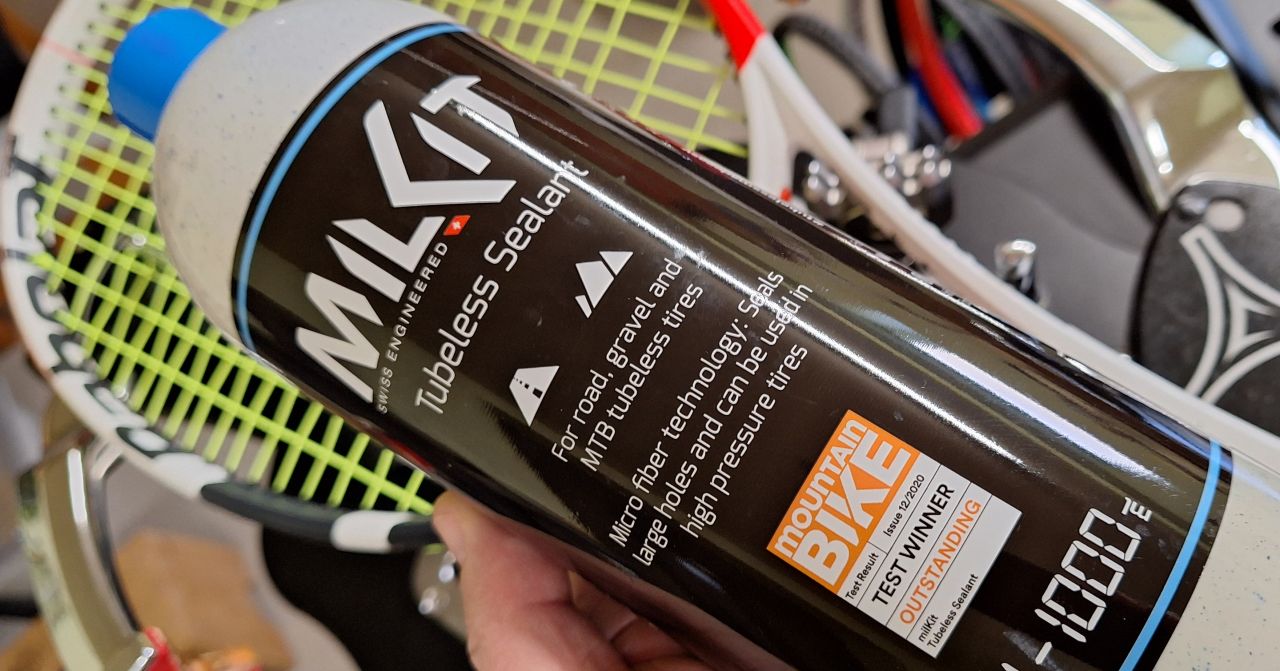 MILKIT
SWISS ENGINEERED
Tubeless Sealant
For road, gravel and
MTB tubeless tires
Micro fiber technology: Seals
large holes and can be used in
high pressure tires
mountain
BIKE
Test Result
Issue 12/2020
TEST WINNER
OUTSTANDING
milKit
Tubeless Sealant
1000 E